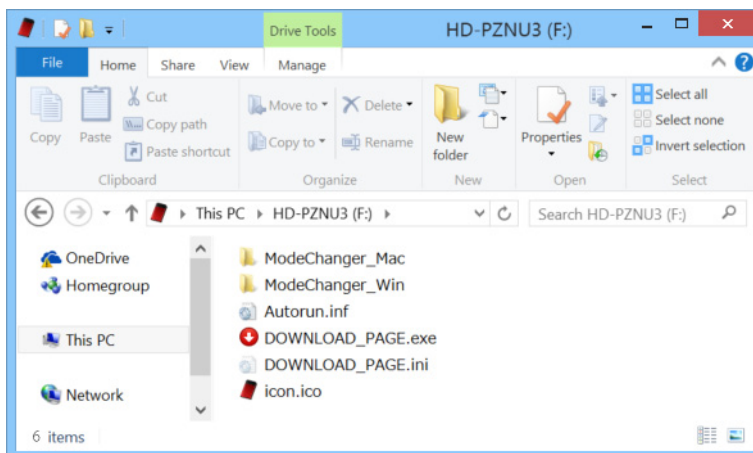 Drive Tools
HD-PZNU3 (F:)
File
Home
Share
View
Manage
Copy
Paste
Cut
Copy path
Paste shortcut
Clipboard
Move to
Copy to
Delete
Rename
Organize
New folder
New
Properties
Open
Select all
Select none
Invert selection
Select
This PC
HD-PZNU3 (F:)
Search HD-PZNU3 (F:)
OneDrive
Homegroup
This PC
Network
ModeChanger_Mac
ModeChanger_Win
Autorun.inf
DOWNLOAD_PAGE.exe
DOWNLOAD_PAGE.ini
icon.ico
6 items